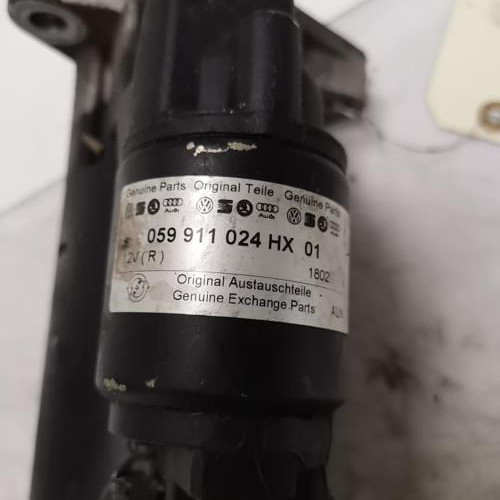 Genuine Parts Original Teile Genuine Parts
Audi Audi Audi
059 911 024 HX 01
12V ( R )
1802
Original Austauschteile
Genuine Exchange Parts